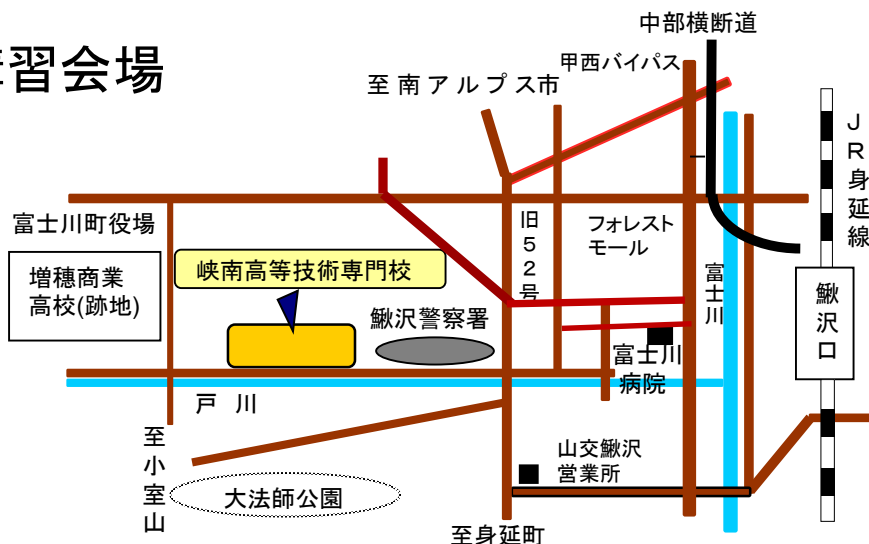 習会場
中部横断道
甲西バイパス
至南アルプス市
JR身延線
富士川町役場
旧52号
フォレスト
モール
増穂商業
高校(跡地)
峡南高等技術専門校
富士川
鰍沢口
鰍沢警察署
富士川
病院
戸川
至小室山
山交鰍沢
営業所
大法師公園
至身延町